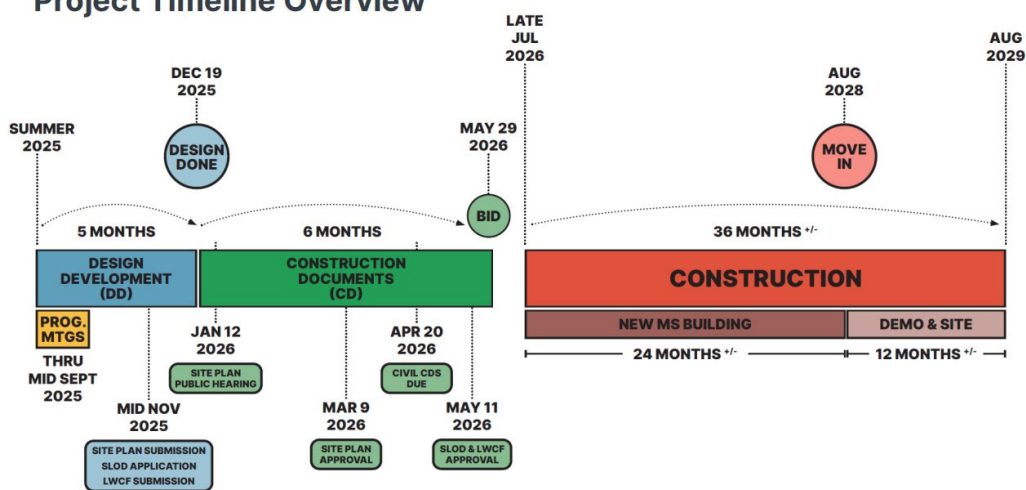 Project Timeline Overview
LATE
JUL
2026
AUG
2029
DEC 19
2025
AUG
2028
SUMMER
2025
MAY 29
2026
DESIGN
DONE
MOVE
IN
BID
5 MONTHS
6 MONTHS
36 MONTHS +/-
DESIGN
DEVELOPMENT
(DD)
CONSTRUCTION
DOCUMENTS
(CD)
CONSTRUCTION
PROG.
MTGS
NEW MS BUILDING
DEMO & SITE
THRU
MID SEPT
2025
JAN 12
2026
APR 20
2026
24 MONTHS +/-
12 MONTHS +/-
SITE PLAN
PUBLIC HEARING
CIVIL CDS
DUE
MID NOV
2025
MAR 9
2026
MAY 11
2026
SITE PLAN SUBMISSION
SLOD APPLICATION
LWCF SUBMISSION
SITE PLAN
APPROVAL
SLOD & LWCF
APPROVAL